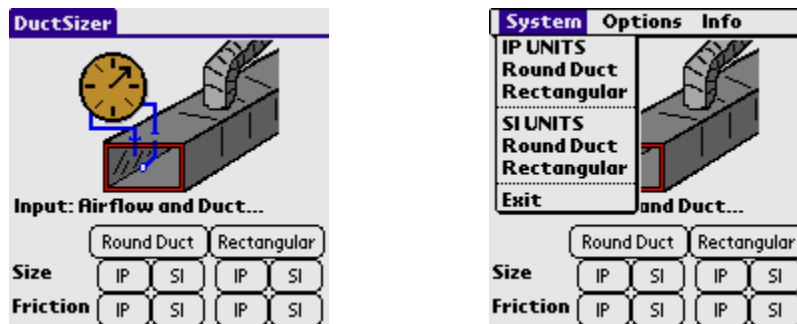 DuctSizer
Input: Airflow and Duct...
Round Duct Rectangular
Size IP SI IP SI
Friction IP SI IP SI
System Options Info
IP UNITS
Round Duct
Rectangular
SI UNITS
Round Duct
Rectangular
Exit
and Duct...
Round Duct Rectangular
Size IP SI IP SI
Friction IP SI IP SI